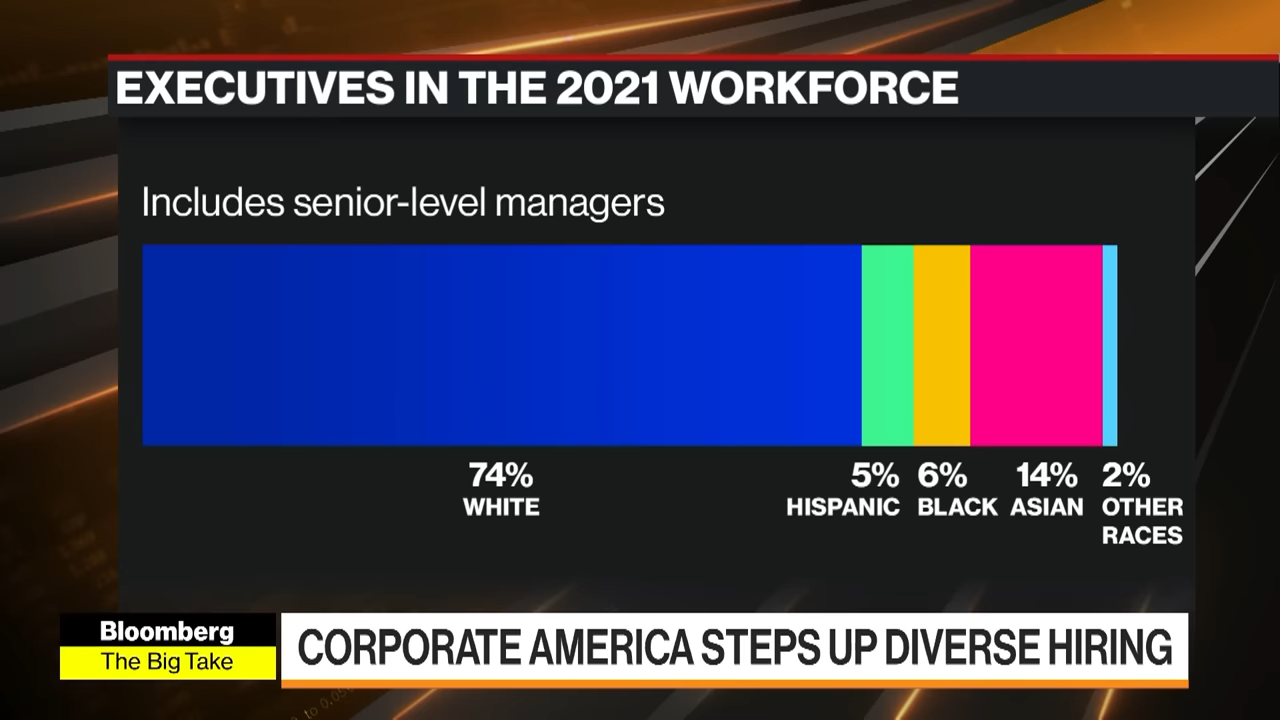 EXECUTIVES IN THE 2021 WORKFORCE
Includes senior-level managers
74%
WHITE
5%
HISPANIC
6%
BLACK
14%
ASIAN
2%
OTHER
RACES
Bloomberg
The Big Take
CORPORATE AMERICA STEPS UP DIVERSE HIRING